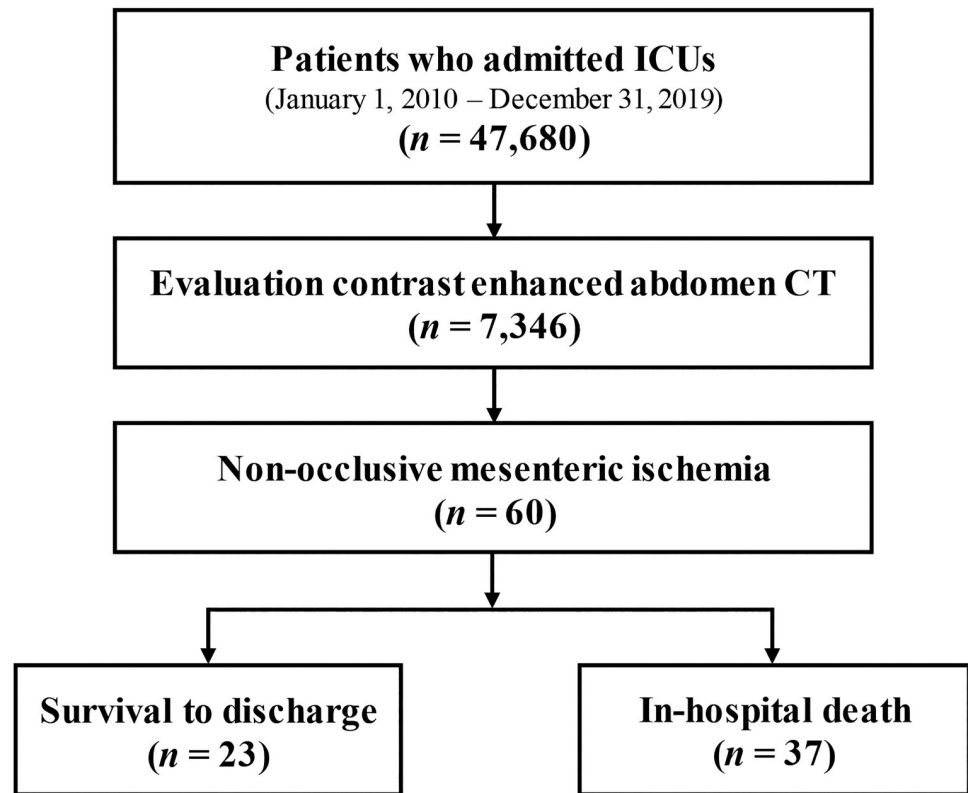 Patients who admitted ICUs
(January 1, 2010 – December 31, 2019)
(n = 47,680)
Evaluation contrast enhanced abdomen CT
(n = 7,346)
Non-occlusive mesenteric ischemia
(n = 60)
Survival to discharge
(n = 23)
In-hospital death
(n = 37)